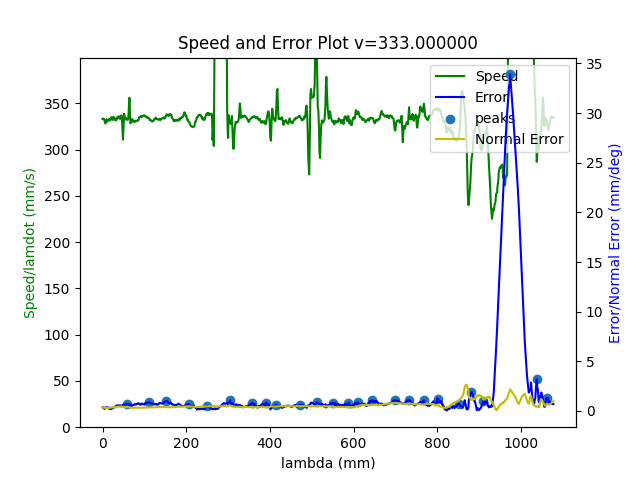 Speed and Error Plot v=333.000000
Speed/lamdot (mm/s)
350
300
250
200
150
100
50
0
0 200 400 600 800 1000
lambda (mm)
35
30
25
20
15
10
5
0
Error/Normal Error (mm/deg)
Speed
Error
peaks
Normal Error